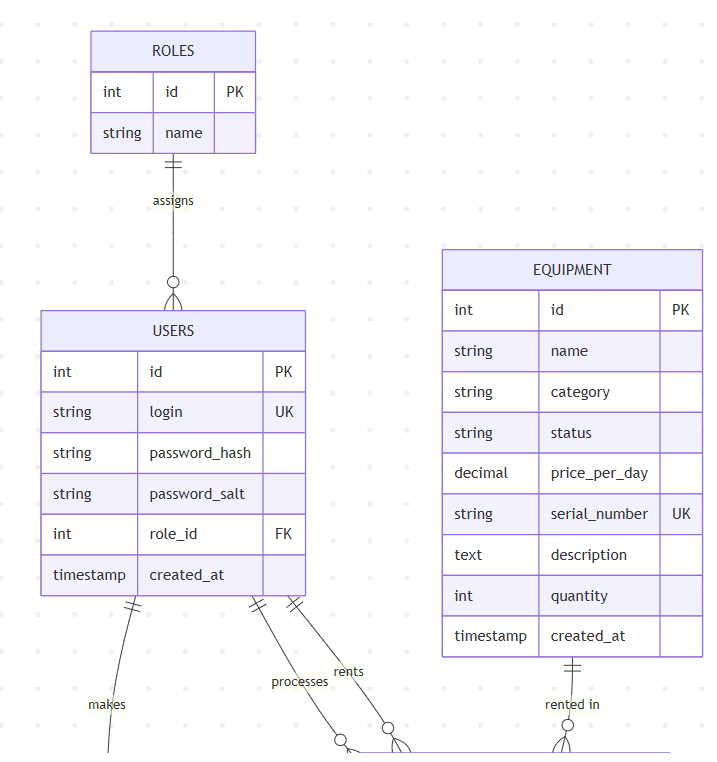 ROLES
int id PK
string name
assigns
USERS
int id PK
string login UK
string password_hash
string password_salt
int role_id FK
timestamp created_at
EQUIPMENT
int id PK
string name
string category
string status
decimal price_per_day
string serial_number UK
text description
int quantity
timestamp created_at
makes
processes
rents
rented in